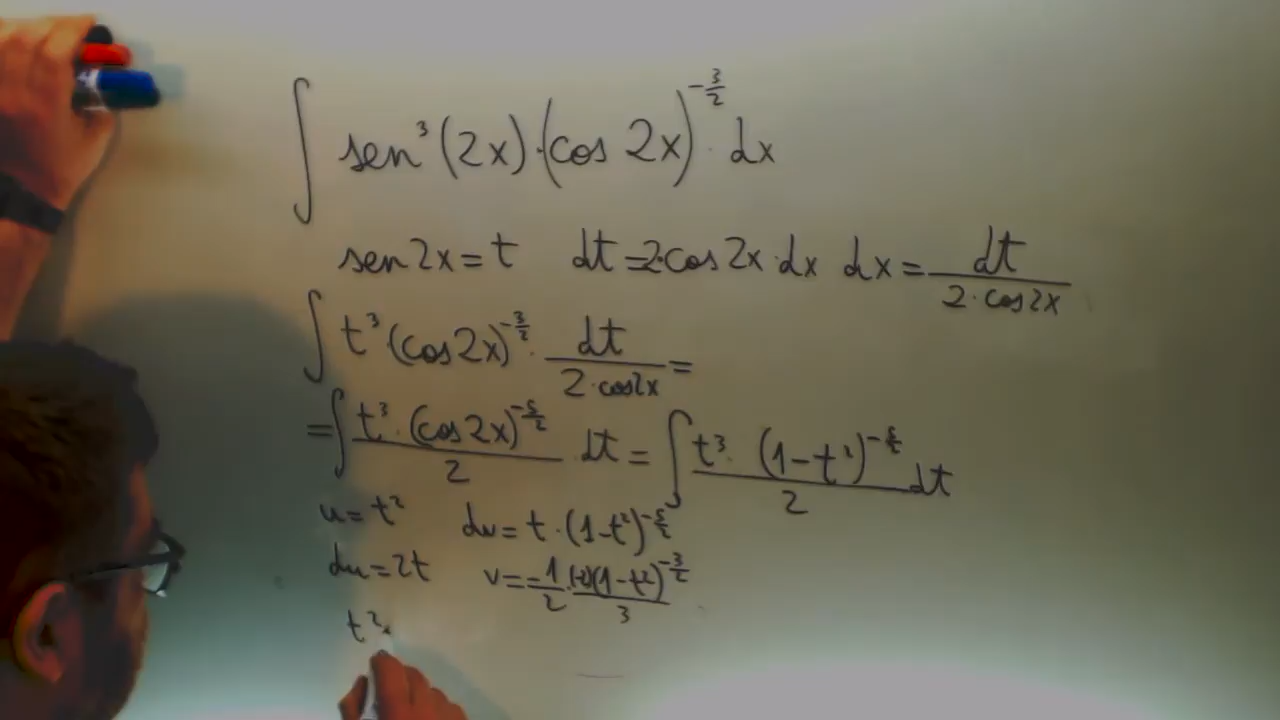 ∫ sen³(2x)·(cos 2x)^(-3/2) · dx
sen 2x = t   dt = 2·cos 2x · dx   dx = dt/(2·cos 2x)
∫ t³ (cos 2x)^(-3/2) · dt/(2·cos 2x) =
= ∫ (t³ · (cos 2x)^(-5/2))/2 · dt = ∫ (t³ · (1-t²)^(-5/2))/2 dt
u = t²   dv = t · (1-t²)^(-5/2)
du = 2t   v = -1/2 · ((-2)(1-t²)^(-3/2))/3
t² ·